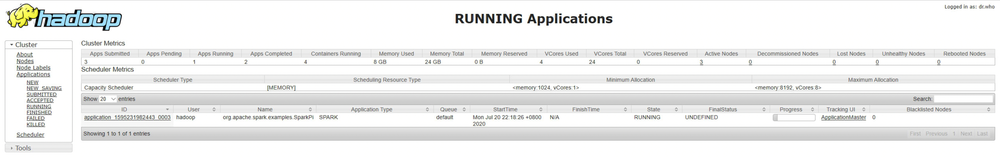 hadoop
RUNNING Applications
Logged in as: dr.who
Cluster
About
Nodes
Node Labels
Applications
NEW
NEW_SAVING
SUBMITTED
ACCEPTED
RUNNING
FINISHED
FAILED
KILLED
Scheduler
Tools
Cluster Metrics
Apps Submitted Apps Pending Apps Running Apps Completed Containers Running Memory Used Memory Total Memory Reserved VCores Used VCores Total VCores Reserved Active Nodes Decommissioned Nodes Lost Nodes Unhealthy Nodes Rebooted Nodes
3 0 1 2 4 8 GB 24 GB 0 B 4 24 0 3 0 0 0 0
Scheduler Metrics
Scheduler Type Scheduling Resource Type Minimum Allocation Maximum Allocation
Capacity Scheduler [MEMORY] <memory:1024, vCores:1> <memory:8192, vCores:8>
Show 20 entries Search:
ID User Name Application Type Queue StartTime FinishTime State FinalStatus Progress Tracking UI Blacklisted Nodes
application_1595231982443_0003 hadoop org.apache.spark.examples.SparkPi SPARK default Mon Jul 20 22:18:26 +0800 N/A RUNNING UNDEFINED ApplicationMaster 0
2020
Showing 1 to 1 of 1 entries First Previous 1 Next Last